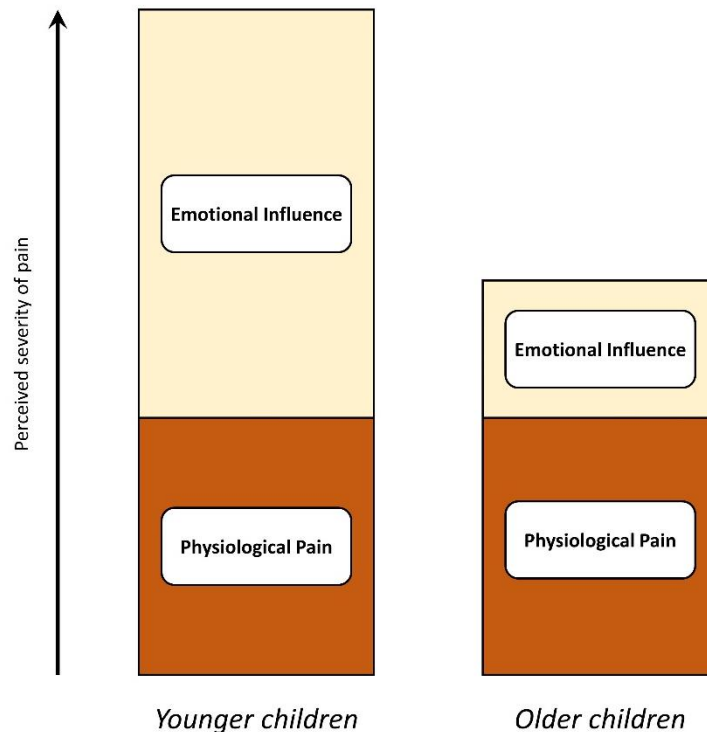 Perceived severity of pain
Emotional Influence
Emotional Influence
Physiological Pain
Physiological Pain
Younger children
Older children